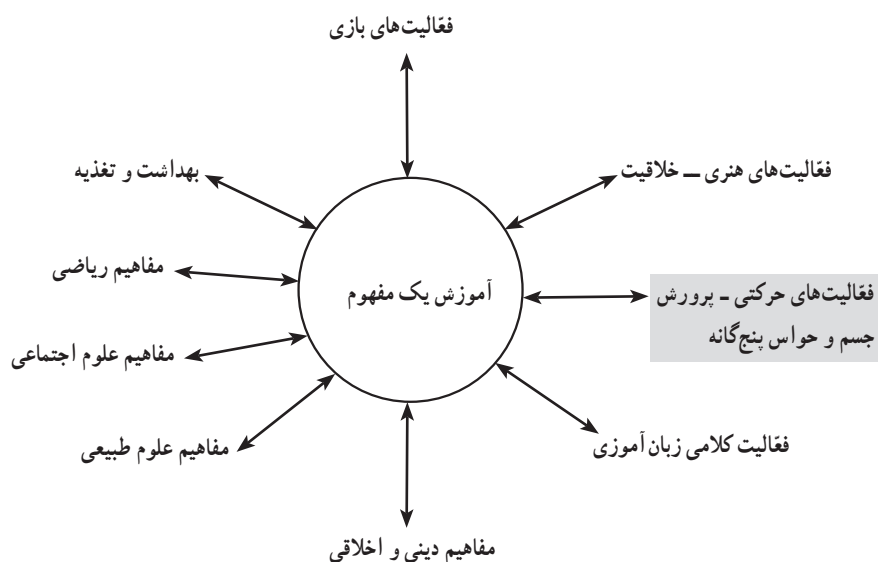 فعّالیت‌های بازی
بهداشت و تغذیه
فعّالیت‌های هنری ــ خلاقیت
مفاهیم ریاضی
آموزش یک مفهوم
فعّالیت‌های حرکتی ــ پرورش
جسم و حواس پنج‌گانه
مفاهیم علوم اجتماعی
مفاهیم علوم طبیعی
فعّالیت کلامی زبان آموزی
مفاهیم دینی و اخلاقی